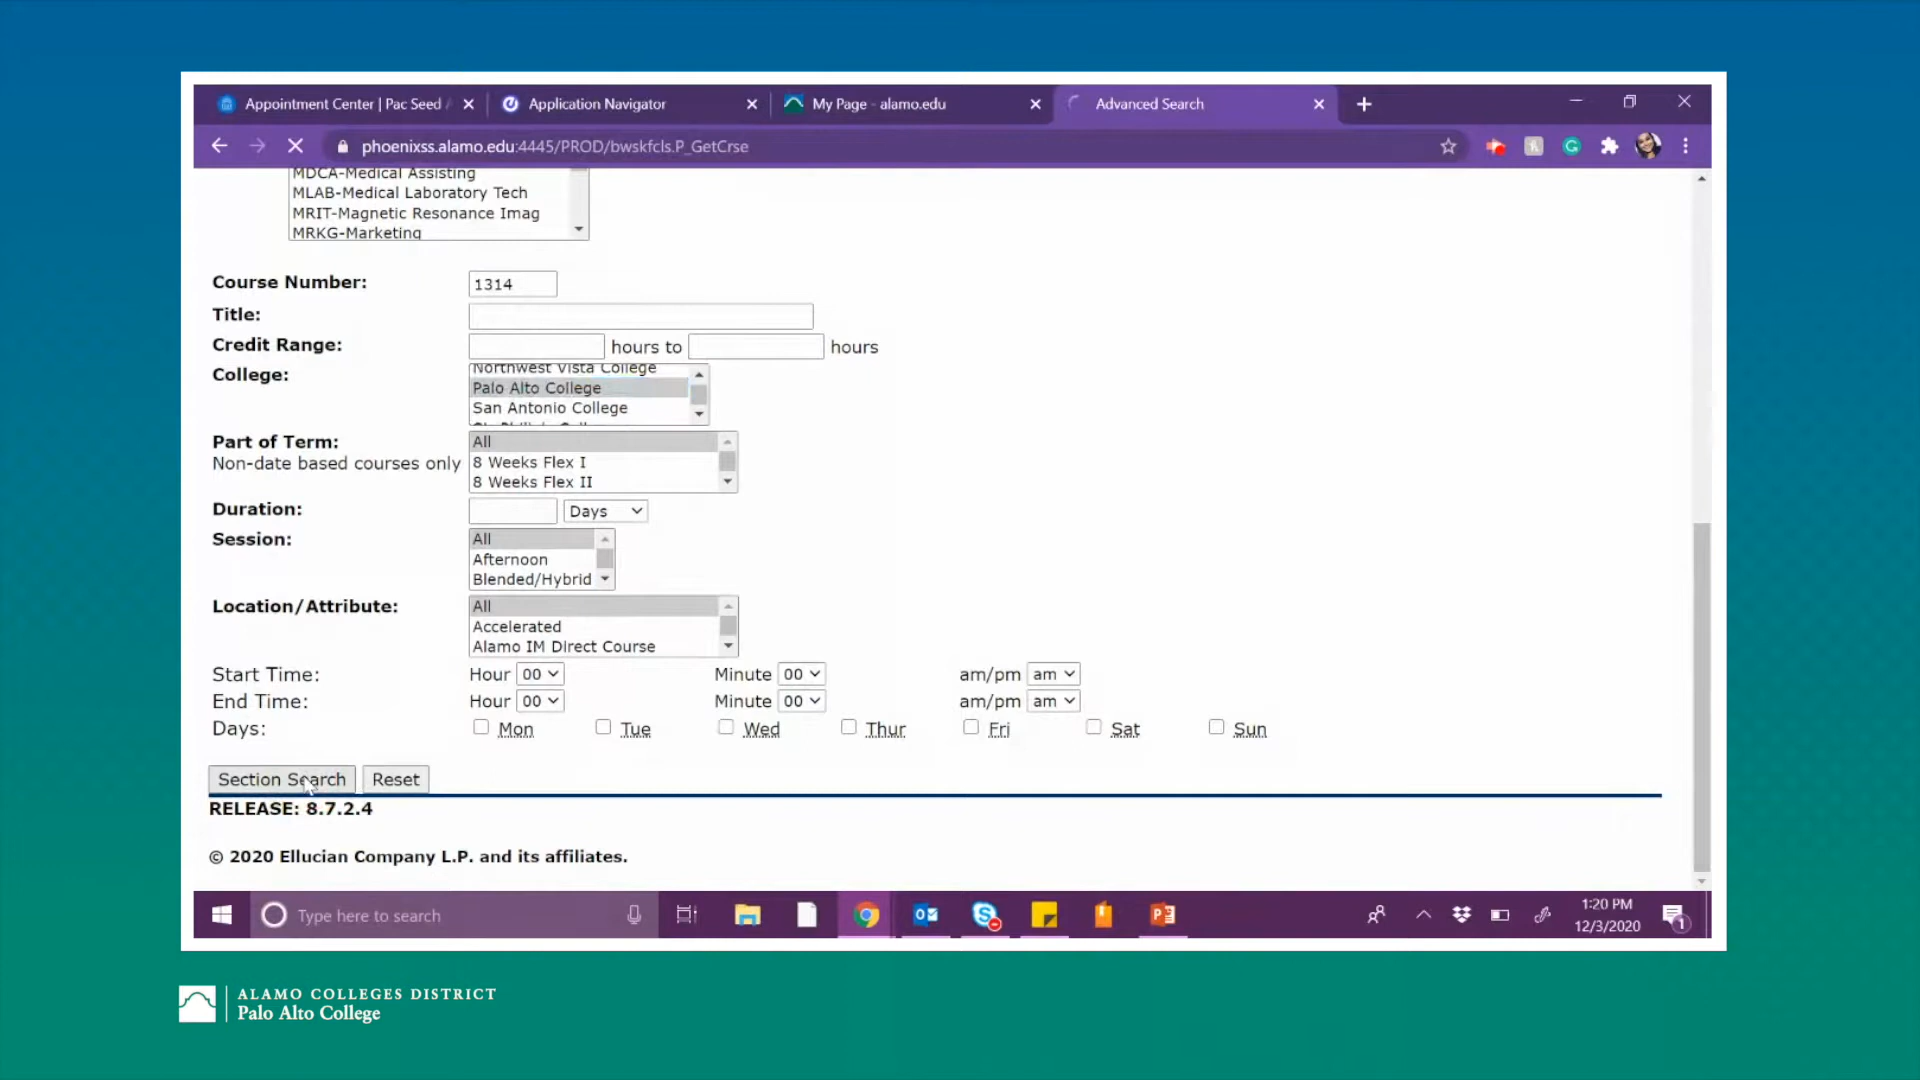 Appointment Center | Pac Seed
Application Navigator
My Page - alamo.edu
Advanced Search
phoenixss.alamo.edu:4445/PROD/bwskfcls.P_GetCrse
MDCA-Medical Assisting
MLAB-Medical Laboratory Tech
MRIT-Magnetic Resonance Imag
MRKG-Marketing
Course Number: 1314
Title:
Credit Range: hours to hours
College: Northwest Vista College
Palo Alto College
San Antonio College
Part of Term: All
Non-date based courses only 8 Weeks Flex I
8 Weeks Flex II
Duration: Days
Session: All
Afternoon
Blended/Hybrid
Location/Attribute: All
Accelerated
Alamo IM Direct Course
Start Time: Hour 00 Minute 00 am/pm am
End Time: Hour 00 Minute 00 am/pm am
Days: Mon Tue Wed Thur Fri Sat Sun
Section Search Reset
RELEASE: 8.7.2.4
© 2020 Ellucian Company L.P. and its affiliates.
Type here to search
1:20 PM
12/3/2020
1
ALAMO COLLEGES DISTRICT
Palo Alto College